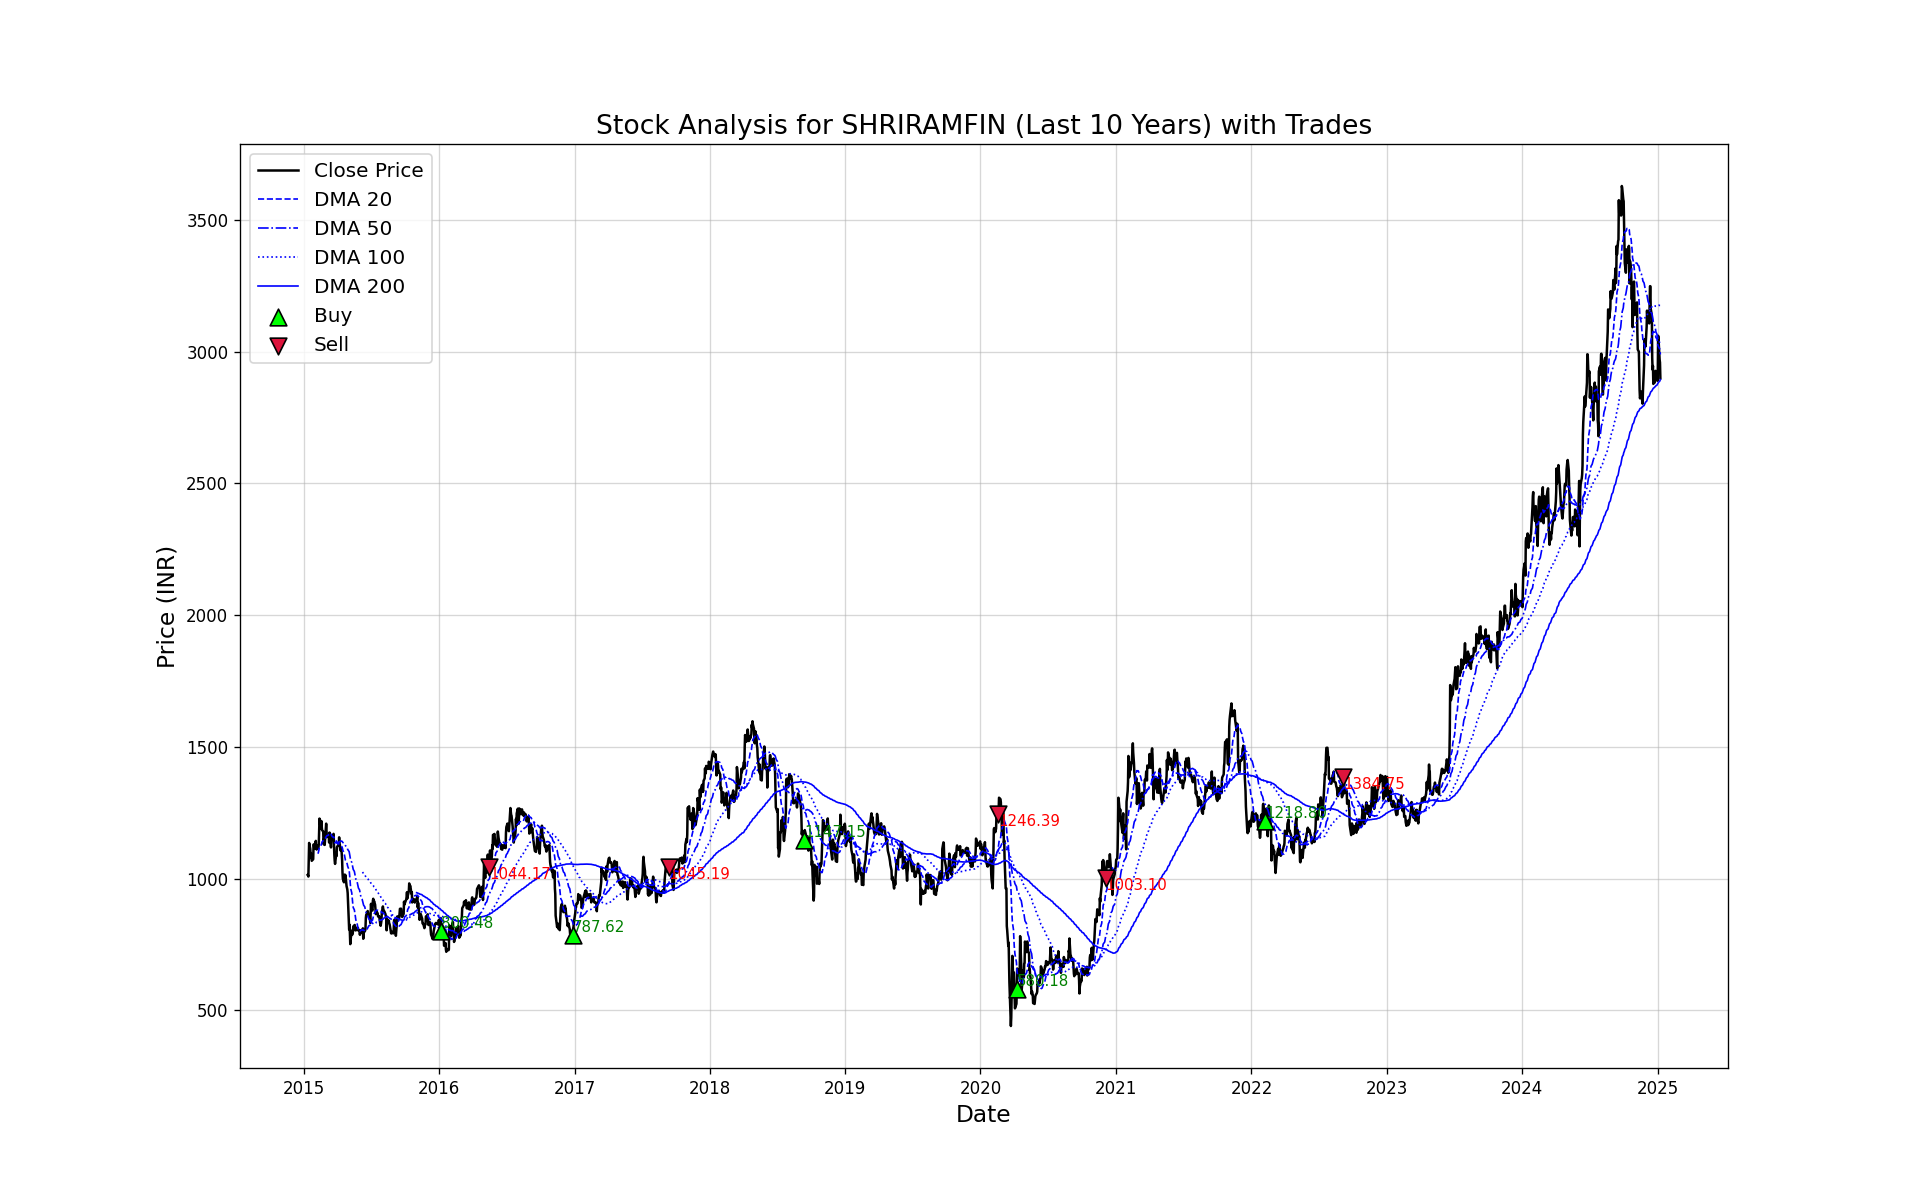 Stock Analysis for SHRIRAMFIN (Last 10 Years) with Trades
Close Price
DMA 20
DMA 50
DMA 100
DMA 200
Buy
Sell
Price (INR)
3500
3000
2500
2000
1500
1000
500
1044.17
787.62
1045.19
1246.39
1003.10
1384.75
2015
2016
2017
2018
2019
2020
2021
2022
2023
2024
2025
Date